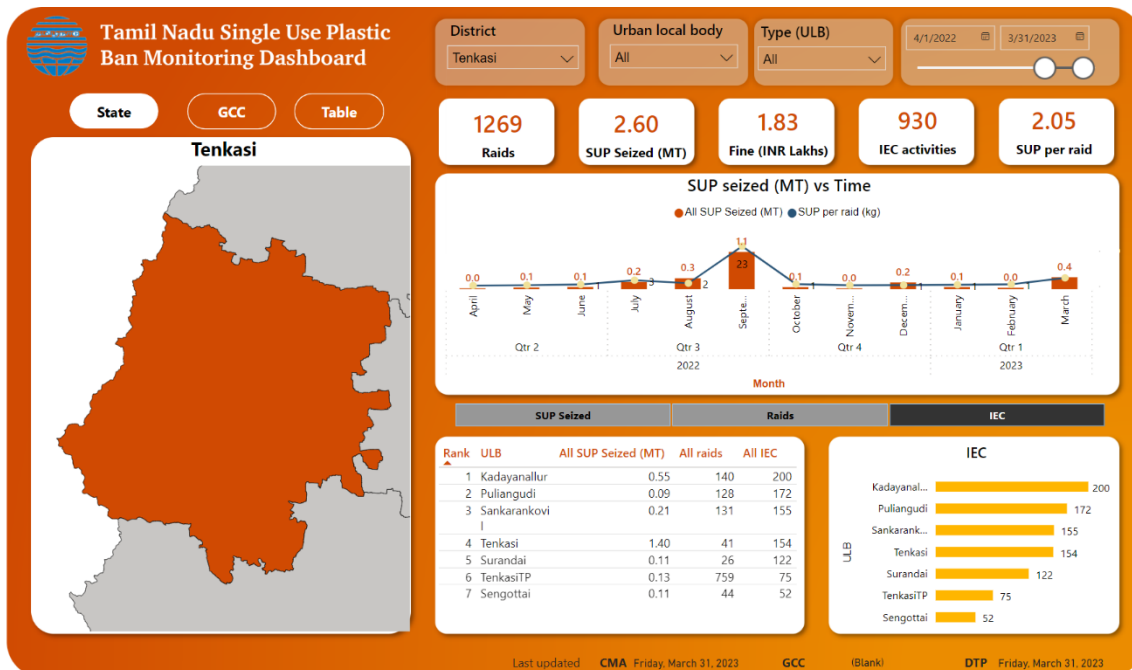 Tamil Nadu Single Use Plastic
Ban Monitoring Dashboard
District
Tenkasi
Urban local body
All
Type (ULB)
All
4/1/2022
3/31/2023
State
GCC
Table
1269
Raids
2.60
SUP Seized (MT)
1.83
Fine (INR Lakhs)
930
IEC activities
2.05
SUP per raid
Tenkasi
SUP seized (MT) vs Time
All SUP Seized (MT) SUP per raid (kg)
0.0 0.1 0.1 0.2 0.3 1.1 0.1 0.0 0.2 0.1 0.0 0.4
1 3 2 23 1 1 1 1
April May June July August Septe... October Novem... Decem... January February March
Qtr 2 Qtr 3 Qtr 4 Qtr 1
2022 2023
Month
SUP Seized
Raids
IEC
Rank ULB All SUP Seized (MT) All raids All IEC
1 Kadayanallur 0.55 140 200
2 Puliangudi 0.09 128 172
3 Sankarankovi 0.21 131 155
l
4 Tenkasi 1.40 41 154
5 Surandai 0.11 26 122
6 TenkasiTP 0.13 759 75
7 Sengottai 0.11 44 52
IEC
ULB
Kadayanal... 200
Puliangudi 172
Sankarank... 155
Tenkasi 154
Surandai 122
TenkasiTP 75
Sengottai 52
Last updated CMA Friday, March 31, 2023 GCC (Blank) DTP Friday, March 31, 2023